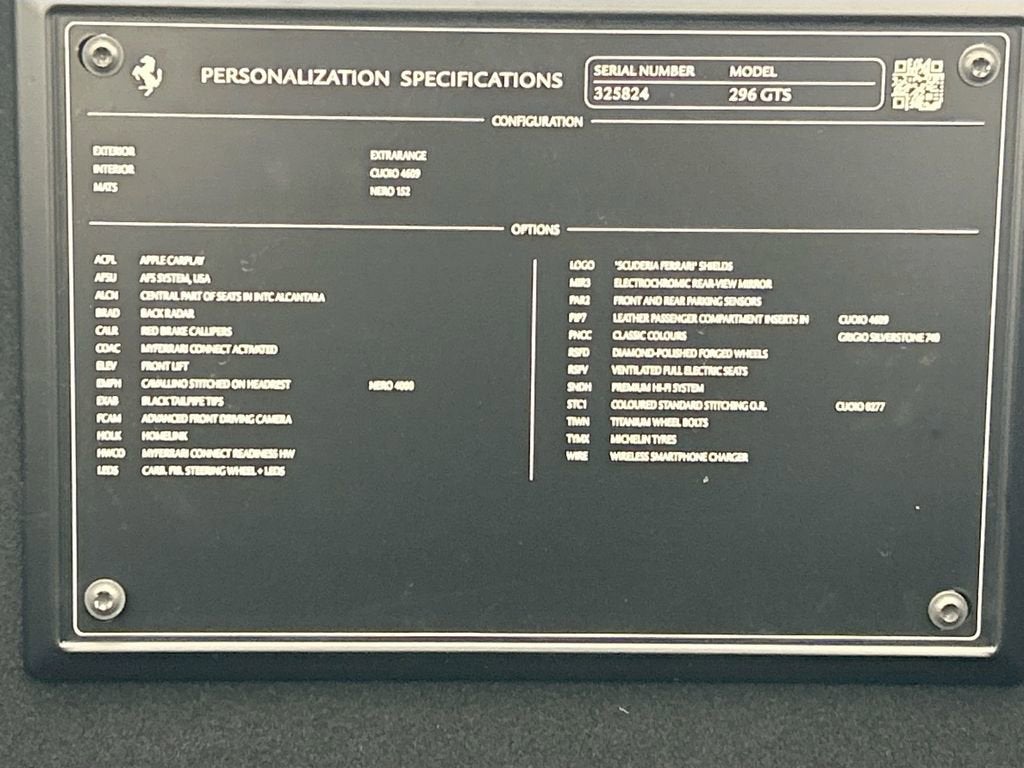 PERSONALIZATION SPECIFICATIONS
SERIAL NUMBER MODEL
325824 296 GTS
CONFIGURATION
EXTERIOR EXTRARANGE
INTERIOR CUOIO 4609
MATS NERO 152
OPTIONS
ACPL APPLE CARPLAY
AFSU AFS SYSTEM, USA
ALCN CENTRAL PART OF SEATS IN INTC ALCANTARA
BRAD BACK RADAR
CALR RED BRAKE CALLIPERS
COAC MYFERRARI CONNECT ACTIVATED
ELEV FRONT LIFT
EMPH CAVALLINO STITCHED ON HEADREST NERO 4000
EXAB BLACK TAILPIPE TIPS
FCAM ADVANCED FRONT DRIVING CAMERA
HOLK HOMELINK
HWCO MYFERRARI CONNECT READINESS HW
LEDS CARB. FIB. STEERING WHEEL + LEDS
LOGO "SCUDERIA FERRARI" SHIELDS
MIR3 ELECTROCHROMIC REAR-VIEW MIRROR
PAR2 FRONT AND REAR PARKING SENSORS
PIP7 LEATHER PASSENGER COMPARTMENT INSERTS IN CUOIO 4609
PNCC CLASSIC COLOURS GRIGIO SILVERSTONE 740
RSFD DIAMOND-POLISHED FORGED WHEELS
RSFV VENTILATED FULL ELECTRIC SEATS
SNDH PREMIUM HI-FI SYSTEM
STC1 COLOURED STANDARD STITCHING O.R. CUOIO 0277
TIWN TITANIUM WHEEL BOLTS
TYMX MICHELIN TYRES
WIRE WIRELESS SMARTPHONE CHARGER